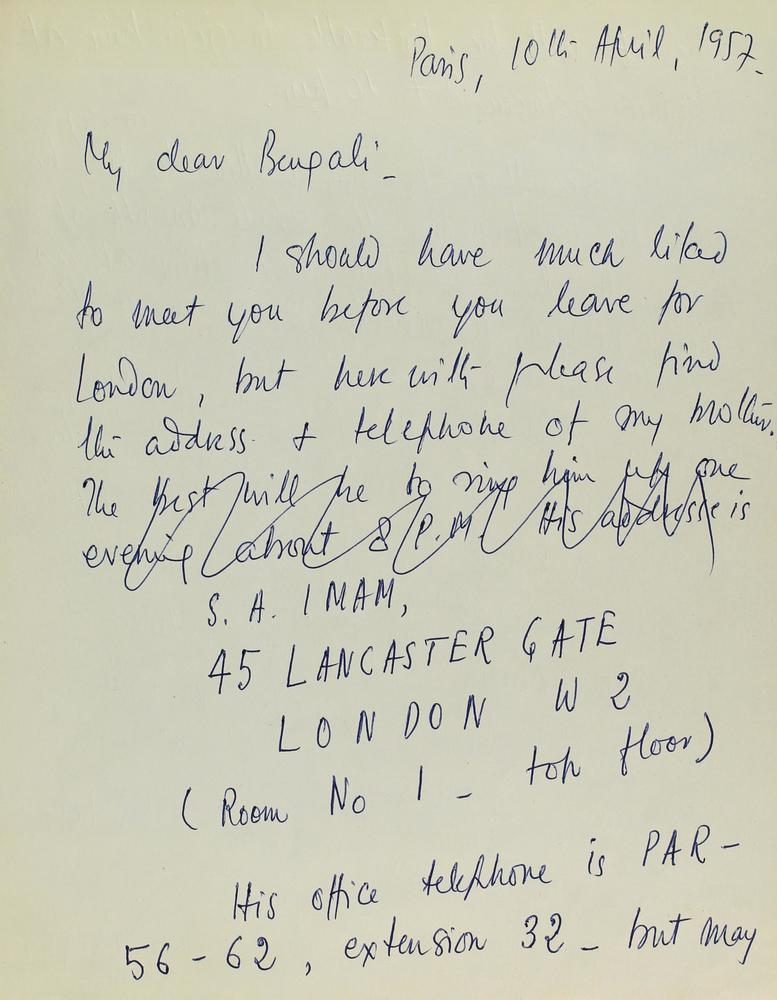 Paris, 10th April, 1957.
My dear Bengali -
I should have much liked
to meet you before you leave for
London, but here with please find
the address & telephone of my brother.
The best will be to ring him up one
evening about 8 P.M. His addresse is
S. A. IMAM,
45 LANCASTER GATE
LONDON W 2
(Room No 1 - top floor)
His office telephone is PAR-
56-62, extension 32 - but may